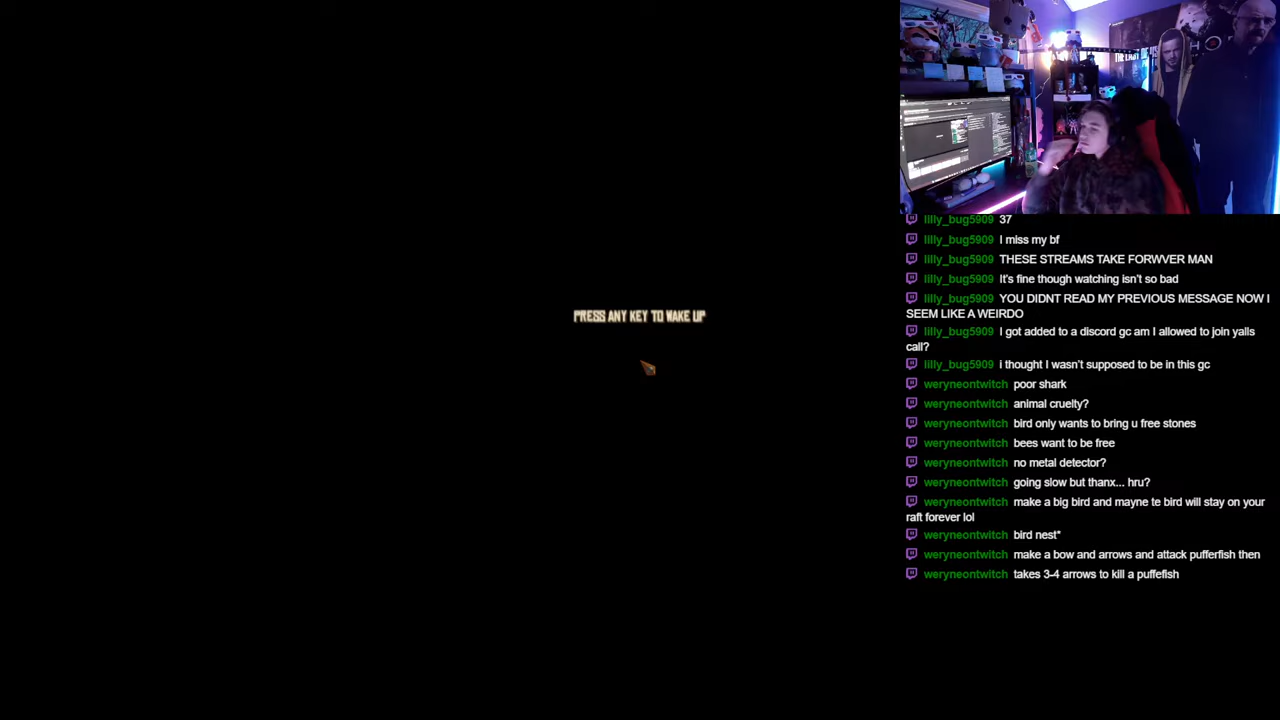 PRESS ANY KEY TO WAKE UP
lilly_bug5909 37
lilly_bug5909 I miss my bf
lilly_bug5909 THESE STREAMS TAKE FORWVER MAN
lilly_bug5909 It's fine though watching isn't so bad
lilly_bug5909 YOU DIDNT READ MY PREVIOUS MESSAGE NOW I
SEEM LIKE A WEIRDO
lilly_bug5909 I got added to a discord gc am I allowed to join yalls
call?
lilly_bug5909 i thought I wasn't supposed to be in this gc
weryneontwitch poor shark
weryneontwitch animal cruelty?
weryneontwitch bird only wants to bring u free stones
weryneontwitch bees want to be free
weryneontwitch no metal detector?
weryneontwitch going slow but thanx... hru?
weryneontwitch make a big bird and mayne te bird will stay on your
raft forever lol
weryneontwitch bird nest*
weryneontwitch make a bow and arrows and attack pufferfish then
weryneontwitch takes 3-4 arrows to kill a puffefish